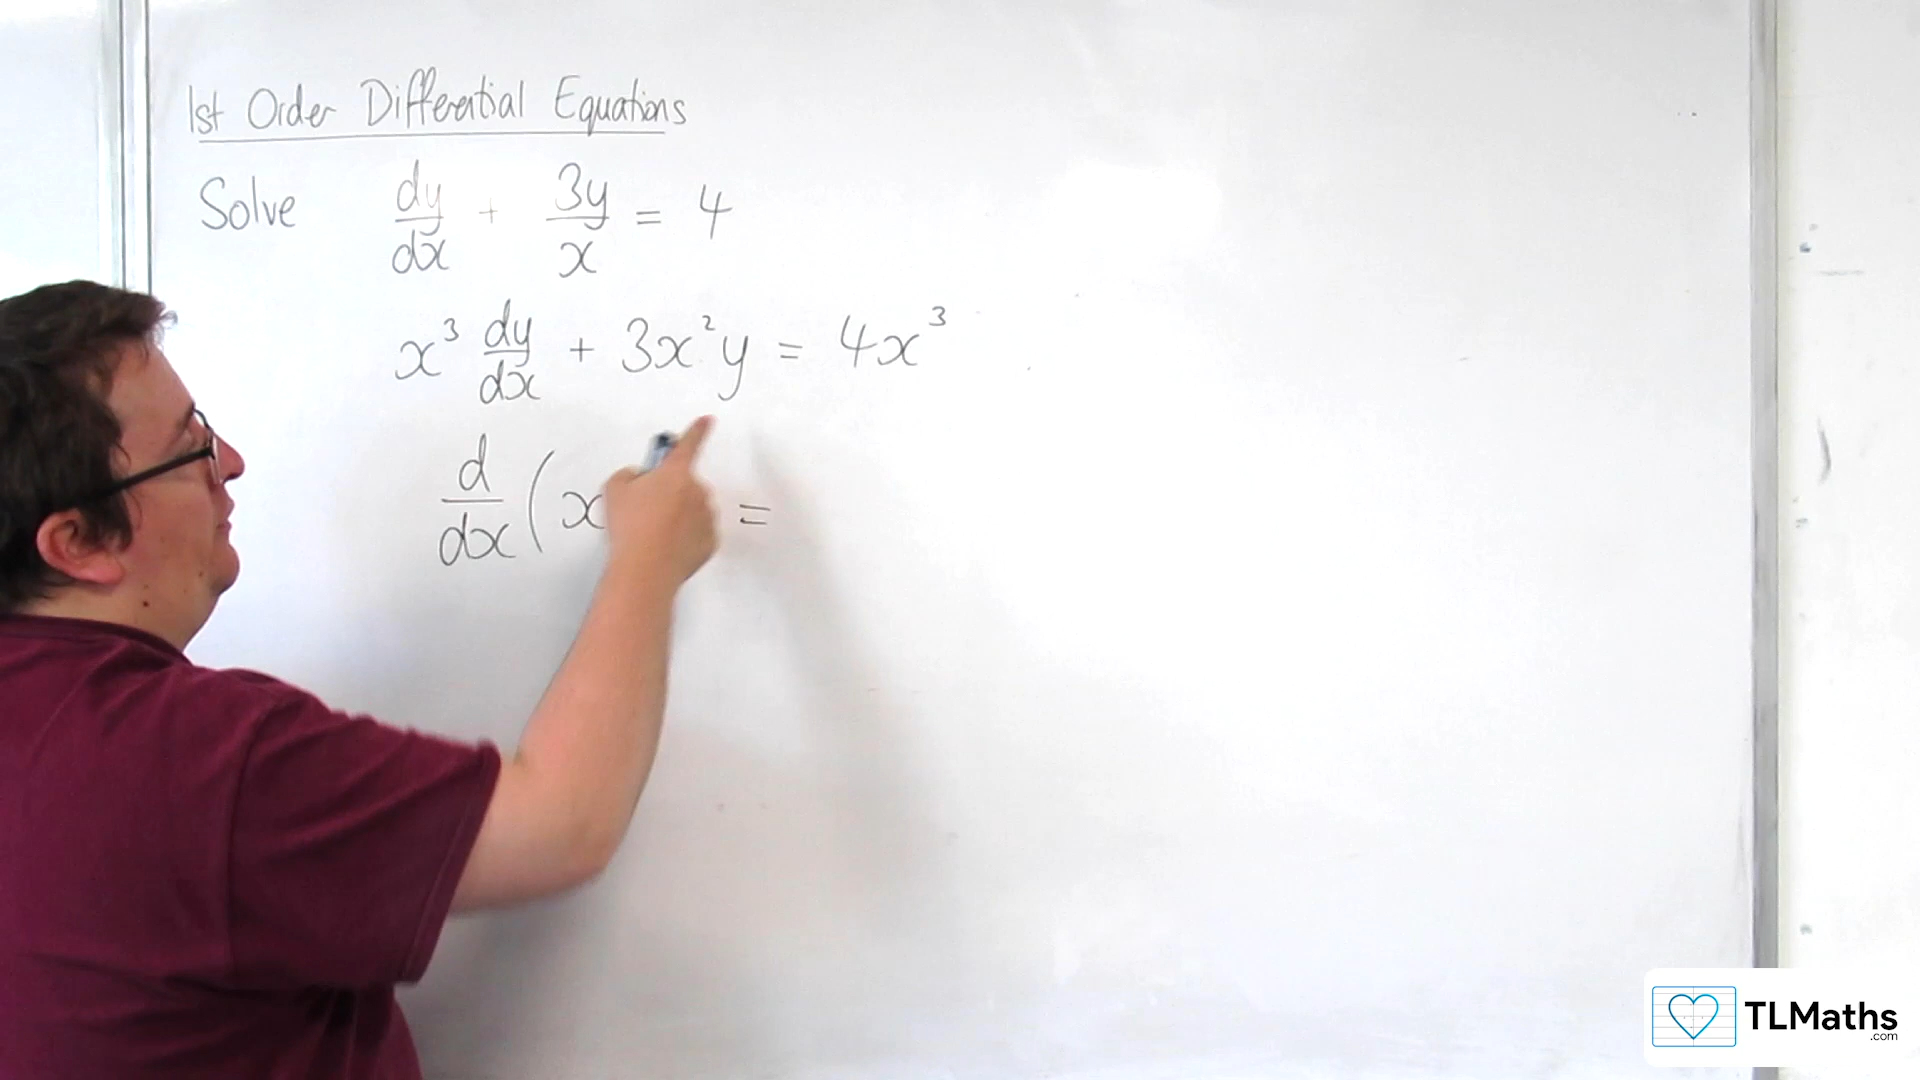 1st Order Differential Equations
Solve dy/dx + 3y/x = 4
x³ dy/dx + 3x²y = 4x³
d/dx (x =
TLMaths
.com